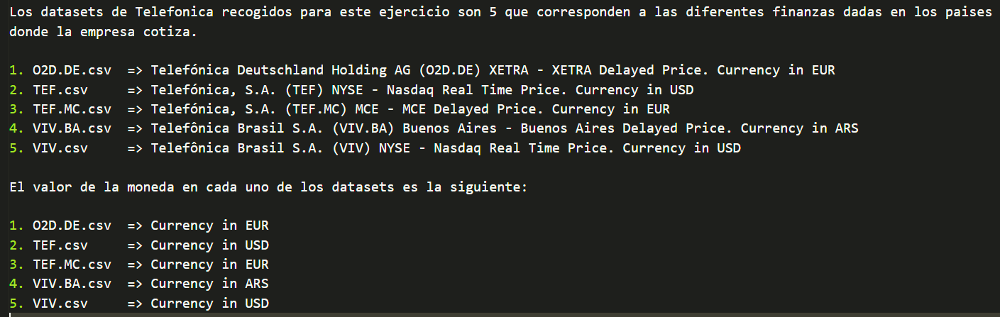 Los datasets de Telefonica recogidos para este ejercicio son 5 que corresponden a las diferentes finanzas dadas en los paises
donde la empresa cotiza.
1. O2D.DE.csv => Telefónica Deutschland Holding AG (O2D.DE) XETRA - XETRA Delayed Price. Currency in EUR
2. TEF.csv => Telefónica, S.A. (TEF) NYSE - Nasdaq Real Time Price. Currency in USD
3. TEF.MC.csv => Telefónica, S.A. (TEF.MC) MCE - MCE Delayed Price. Currency in EUR
4. VIV.BA.csv => Telefônica Brasil S.A. (VIV.BA) Buenos Aires - Buenos Aires Delayed Price. Currency in ARS
5. VIV.csv => Telefônica Brasil S.A. (VIV) NYSE - Nasdaq Real Time Price. Currency in USD
El valor de la moneda en cada uno de los datasets es la siguiente:
1. O2D.DE.csv => Currency in EUR
2. TEF.csv => Currency in USD
3. TEF.MC.csv => Currency in EUR
4. VIV.BA.csv => Currency in ARS
5. VIV.csv => Currency in USD